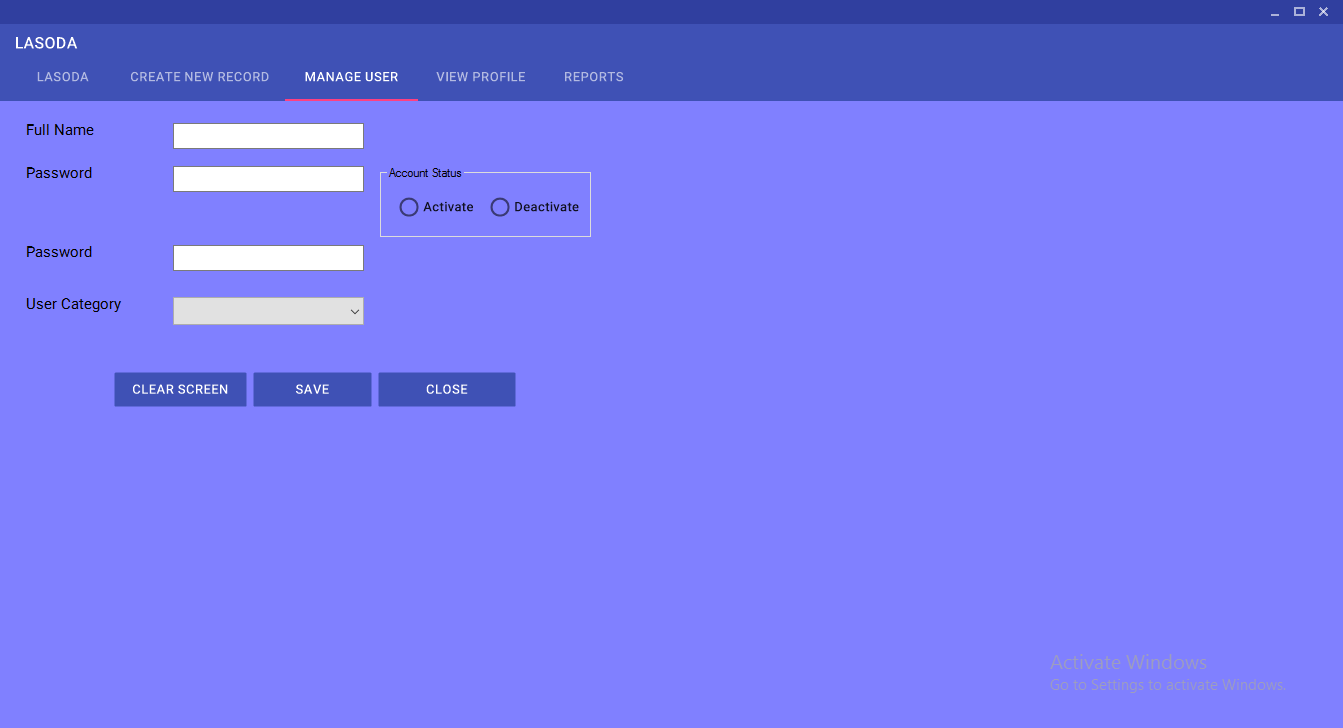 LASODA
LASODA CREATE NEW RECORD MANAGE USER VIEW PROFILE REPORTS
Full Name
Password
Account Status
Activate Deactivate
Password
User Category
CLEAR SCREEN SAVE CLOSE
Activate Windows
Go to Settings to activate Windows.